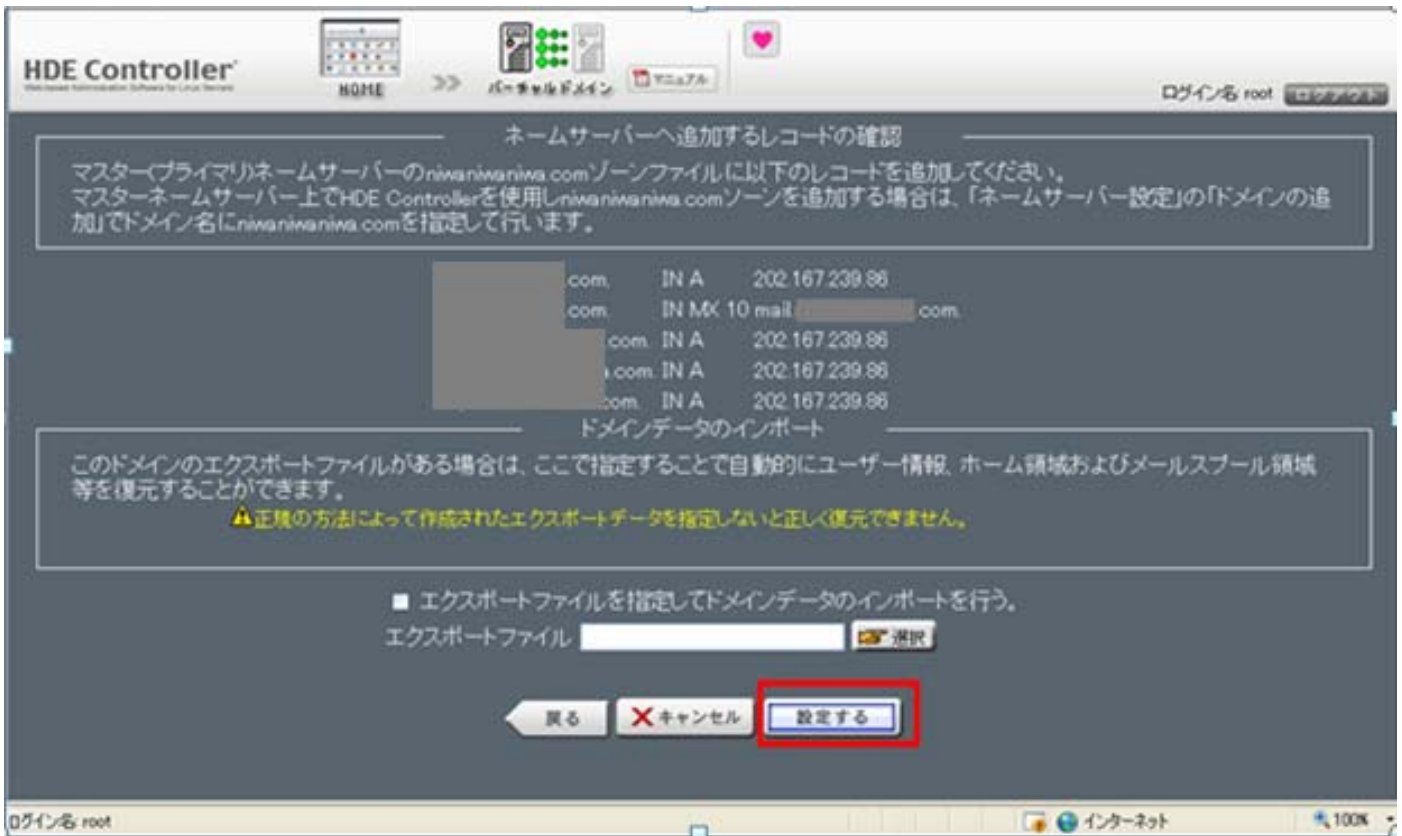 HDE Controller
HOME
>>
バーチャルドメイン
マニュアル
ログイン名 root ログアウト
ネームサーバーへ追加するレコードの確認
マスター(プライマリ)ネームサーバーのniwaniwaniwa.comゾーンファイルに以下のレコードを追加してください。
マスターネームサーバー上でHDE Controllerを使用しniwaniwaniwa.comゾーンを追加する場合は、「ネームサーバー設定」の「ドメインの追
加」でドメイン名にniwaniwaniwa.comを指定して行います。
.com. IN A 202.167.239.86
.com. IN MX 10 mail. com.
.com. IN A 202.167.239.86
a.com. IN A 202.167.239.86
.com. IN A 202.167.239.86
ドメインデータのインポート
このドメインのエクスポートファイルがある場合は、ここで指定することで自動的にユーザー情報、ホーム領域およびメールスプール領域
等を復元することができます。
正規の方法によって作成されたエクスポートデータを指定しないと正しく復元できません。
エクスポートファイルを指定してドメインデータのインポートを行う。
エクスポートファイル 選択
戻る キャンセル 設定する
ログイン名: root インターネット 100%